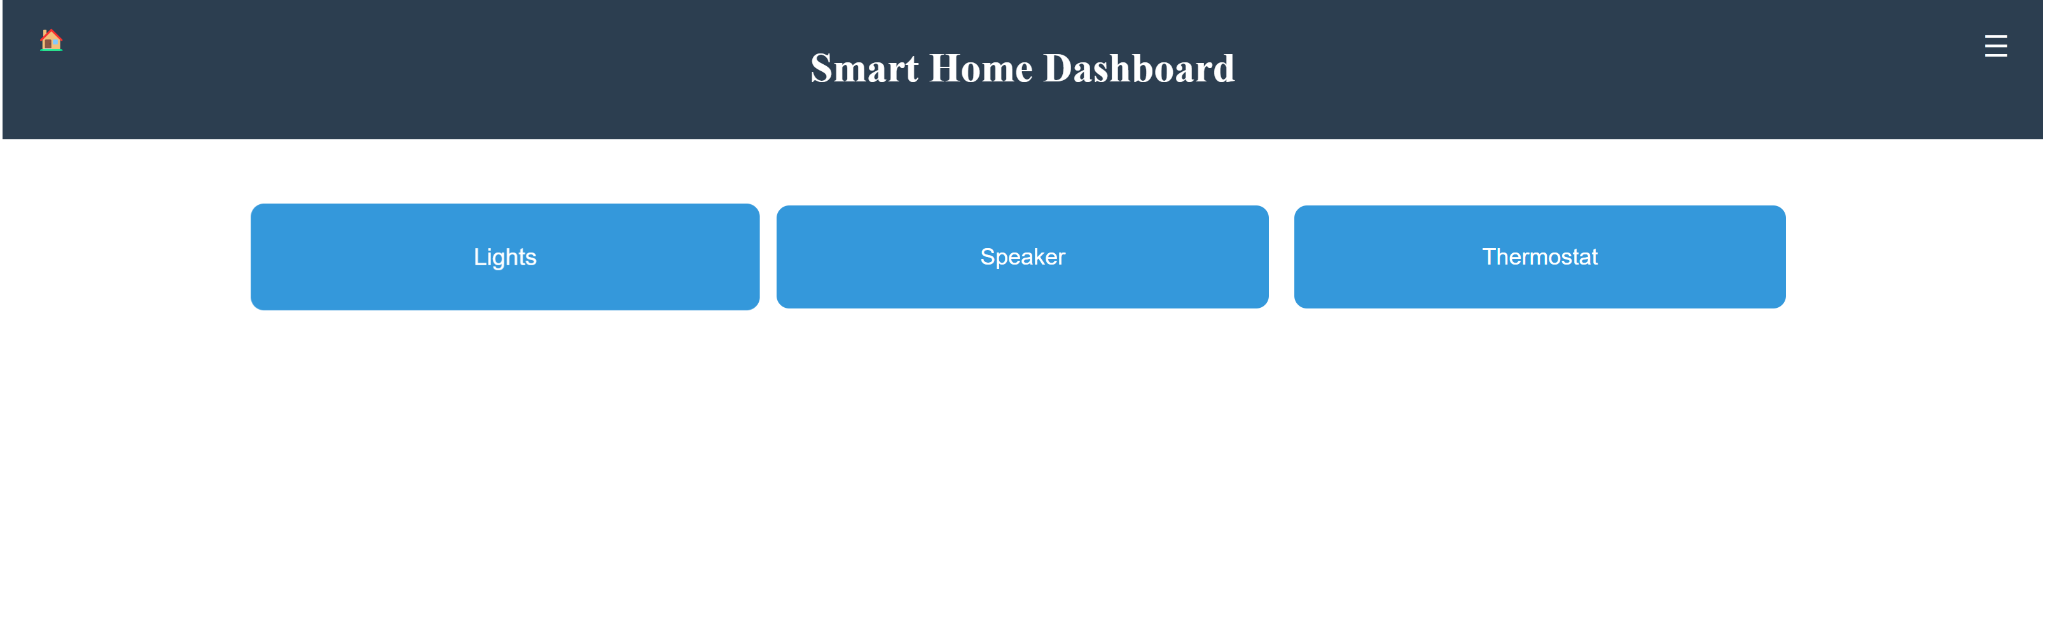 Smart Home Dashboard
Lights
Speaker
Thermostat